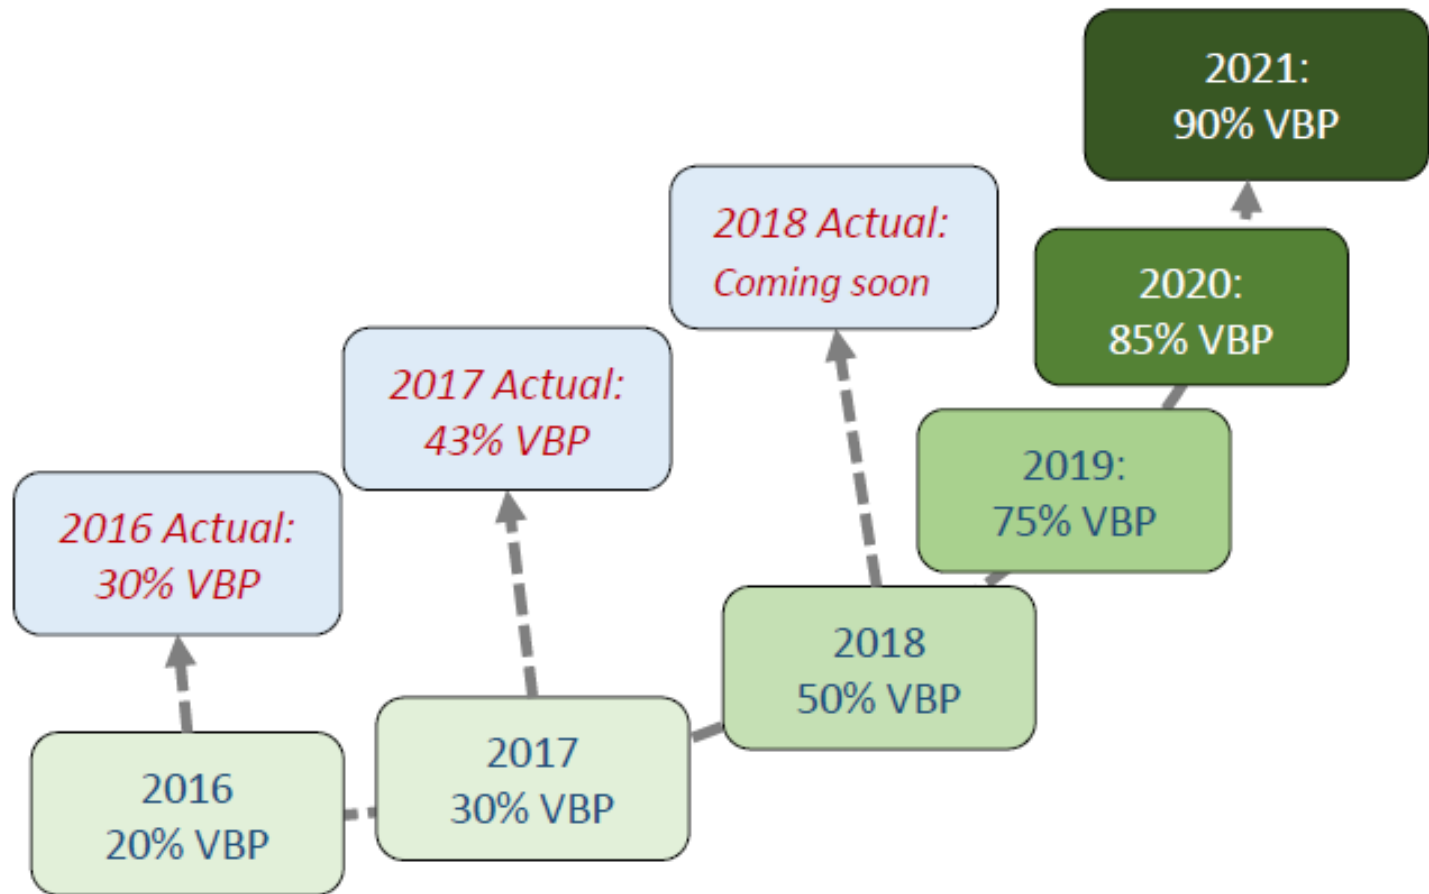 2021:
90% VBP
2018 Actual:
Coming soon
2020:
85% VBP
2017 Actual:
43% VBP
2019:
75% VBP
2016 Actual:
30% VBP
2018
50% VBP
2017
30% VBP
2016
20% VBP